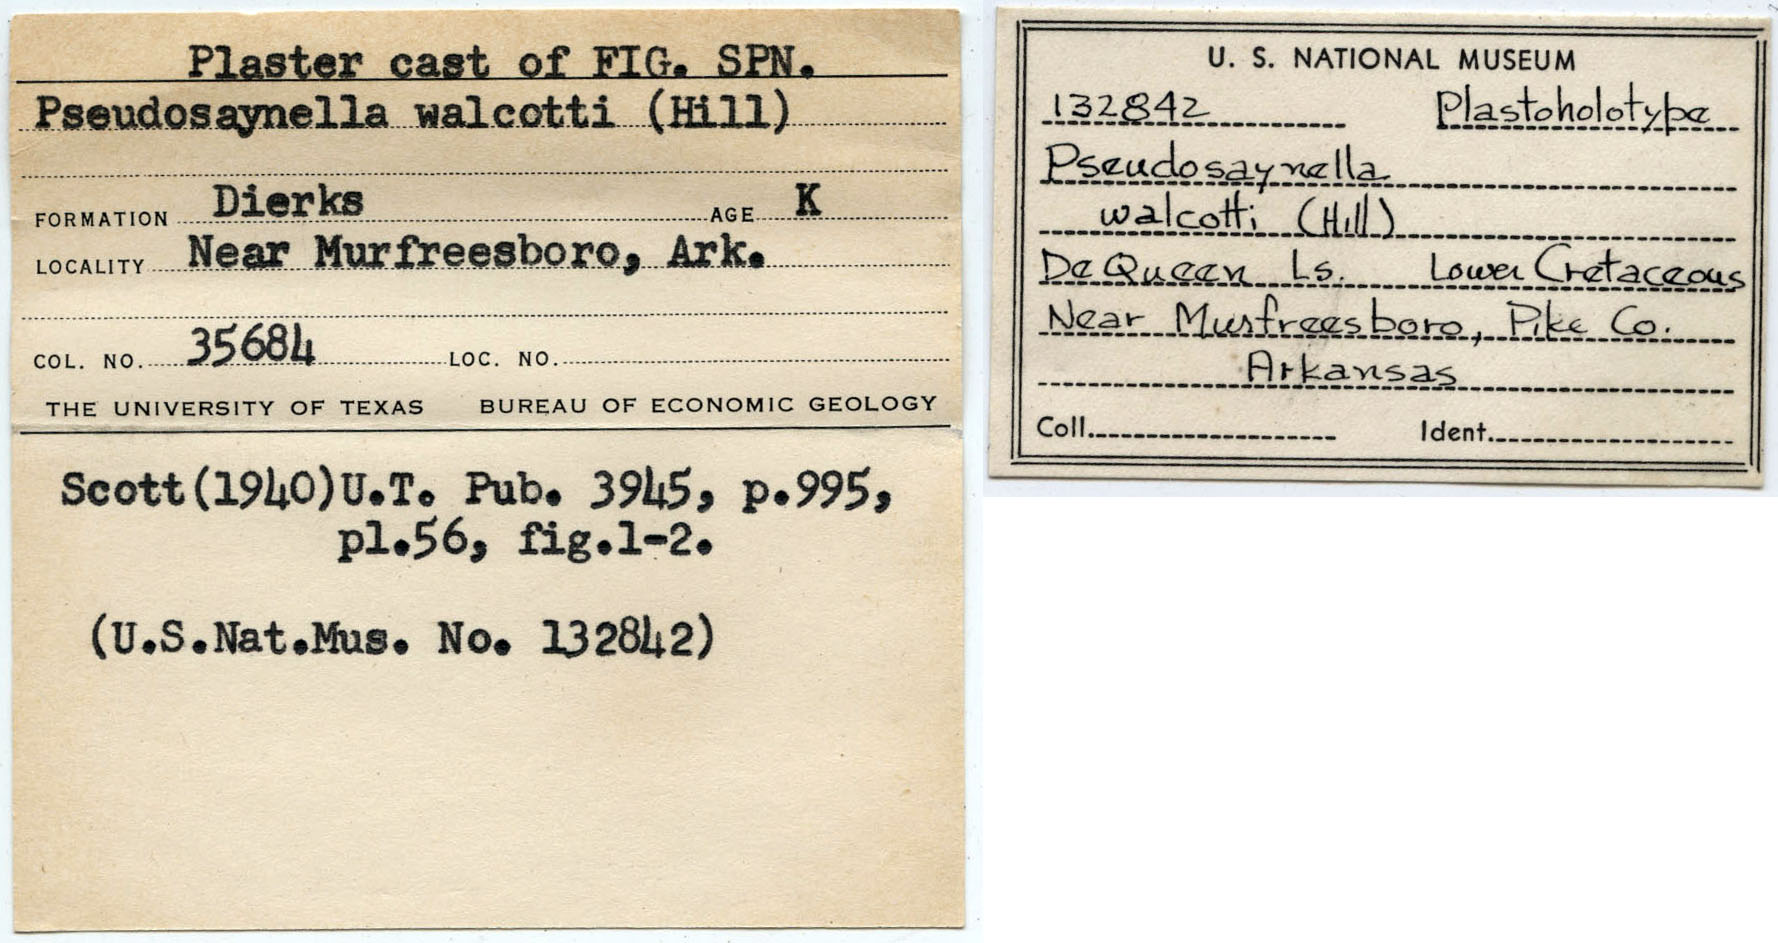 Plaster cast of FIG. SPN.
Pseudosaynella walcotti (Hill)
FORMATION Dierks AGE K
LOCALITY Near Murfreesboro, Ark.
COL. NO. 35684 LOC. NO.
THE UNIVERSITY OF TEXAS BUREAU OF ECONOMIC GEOLOGY
Scott(1940)U.T. Pub. 3945, p.995,
pl.56, fig.1-2.
(U.S.Nat.Mus. No. 132842)
U. S. NATIONAL MUSEUM
132842 Plastoholotype
Pseudosaynella
walcotti (Hill)
DeQueen Ls. Lower Cretaceous
Near Murfreesboro, Pike Co.
Arkansas
Coll. Ident.